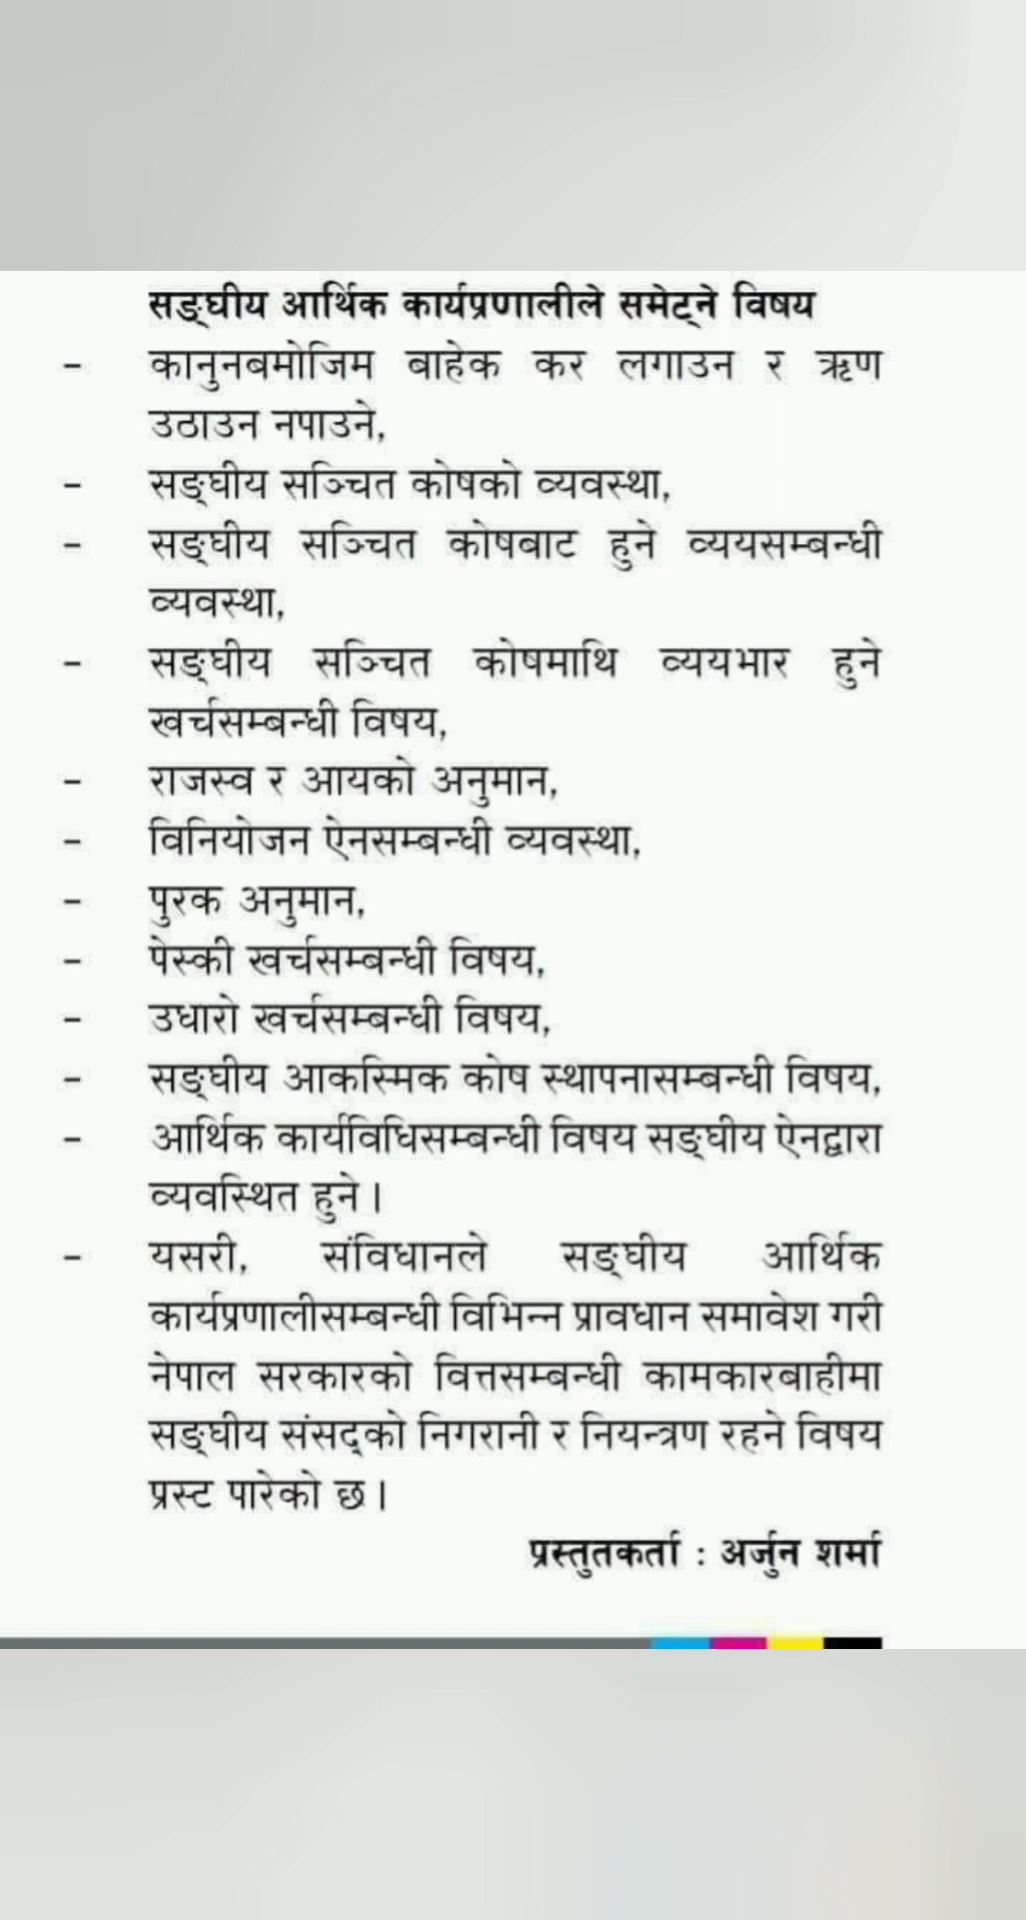 सङ्घीय आर्थिक कार्यप्रणालीले समेट्ने विषय
- कानुनबमोजिम बाहेक कर लगाउन र ऋण
उठाउन नपाउने,
- सङ्घीय सञ्चित कोषको व्यवस्था,
- सङ्घीय सञ्चित कोषबाट हुने व्ययसम्बन्धी
व्यवस्था,
- सङ्घीय सञ्चित कोषमाथि व्ययभार हुने
खर्चसम्बन्धी विषय,
- राजस्व र आयको अनुमान,
- विनियोजन ऐनसम्बन्धी व्यवस्था,
- पुरक अनुमान,
- पेस्की खर्चसम्बन्धी विषय,
- उधारो खर्चसम्बन्धी विषय,
- सङ्घीय आकस्मिक कोष स्थापनासम्बन्धी विषय,
- आर्थिक कार्यविधिसम्बन्धी विषय सङ्घीय ऐनद्वारा
व्यवस्थित हुने ।
- यसरी, संविधानले सङ्घीय आर्थिक
कार्यप्रणालीसम्बन्धी विभिन्न प्रावधान समावेश गरी
नेपाल सरकारको वित्तसम्बन्धी कामकारबाहीमा
सङ्घीय संसद्को निगरानी र नियन्त्रण रहने विषय
प्रस्ट पारेको छ ।
प्रस्तुतकर्ता : अर्जुन शर्मा